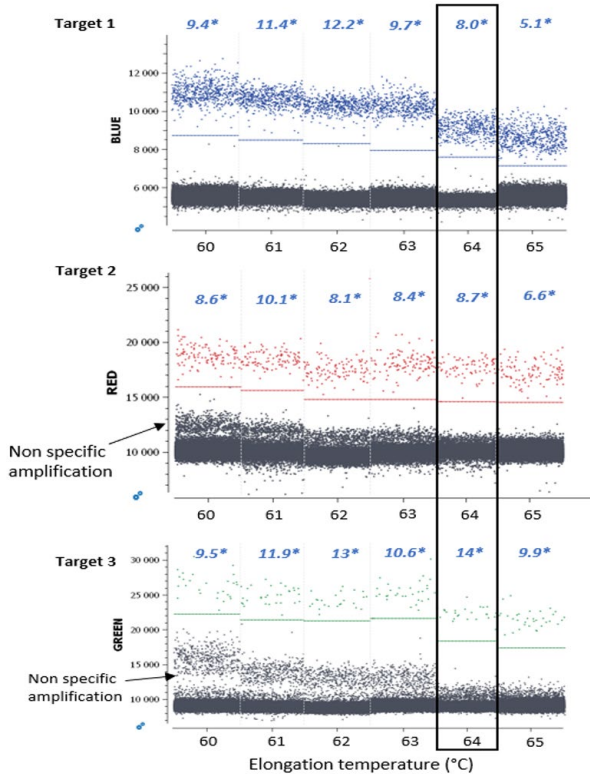 Target 1
9.4* 11.4* 12.2* 9.7* 8.0* 5.1*
12 000
10 000
BLUE
8 000
6 000
60 61 62 63 64 65
Target 2
25 000
8.6* 10.1* 8.1* 8.4* 8.7* 6.6*
20 000
RED
15 000
Non specific
amplification
10 000
60 61 62 63 64 65
Target 3
9.5* 11.9* 13* 10.6* 14* 9.9*
30 000
25 000
GREEN
20 000
15 000
Non specific
amplification
10 000
60 61 62 63 64 65
Elongation temperature (°C)